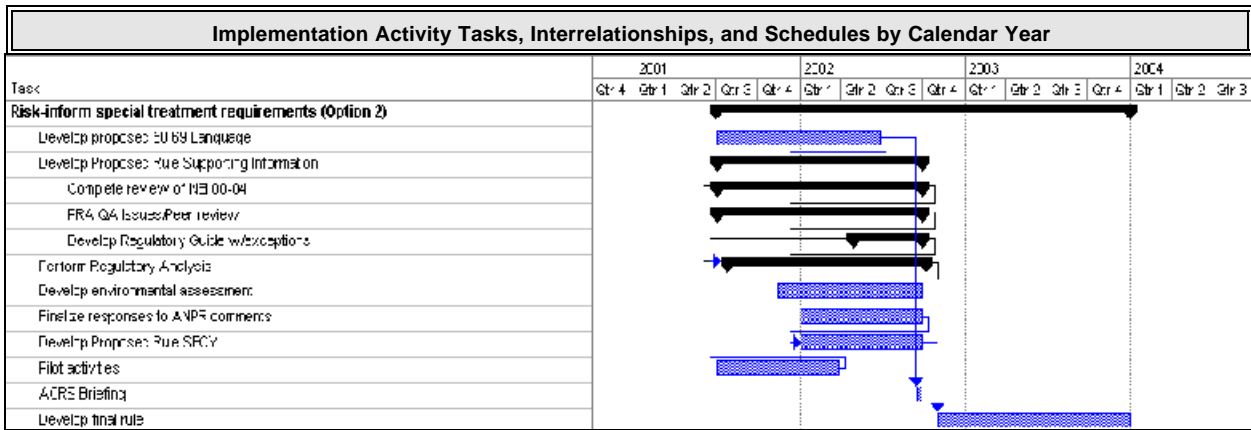 Implementation Activity Tasks, Interrelationships, and Schedules by Calendar Year
2001 2002 2003 2004
Task Qtr 4 Qtr 1 Qtr 2 Qtr 3 Qtr 4 Qtr 1 Qtr 2 Qtr 3 Qtr 4 Qtr 1 Qtr 2 Qtr 3 Qtr 4 Qtr 1 Qtr 2 Qtr 3
Risk-inform special treatment requirements (Option 2)
Develop proposed 50.69 Language
Develop Proposed Rule Supporting Information
Complete review of NEI 00-04
PRA QA Issues/Peer review
Develop Regulatory Guide w/exceptions
Perform Regulatory Analysis
Develop environmental assessment
Finalize responses to ANPR comments
Develop Proposed Rule SECY
Pilot activities
ACRS Briefing
Develop final rule